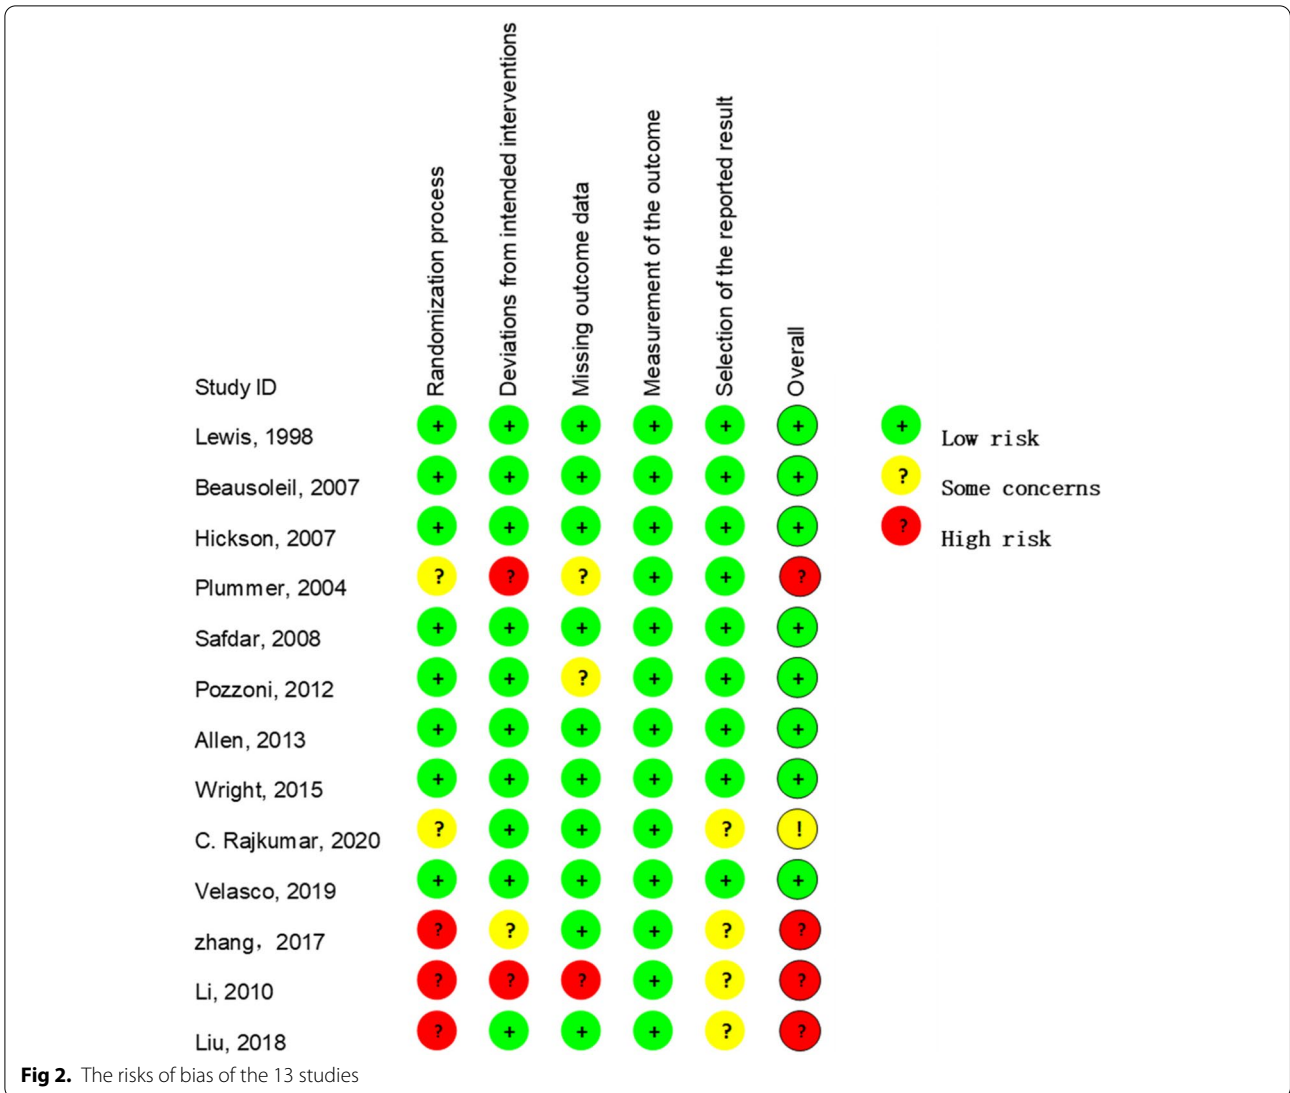 Study ID
Randomization process
Deviations from intended interventions
Missing outcome data
Measurement of the outcome
Selection of the reported result
Overall
Lewis, 1998 + + + + + +
Beausoleil, 2007 + + + + + +
Hickson, 2007 + + + + + +
Plummer, 2004 ? ? ? + + ?
Safdar, 2008 + + + + + +
Pozzoni, 2012 + + ? + + +
Allen, 2013 + + + + + +
Wright, 2015 + + + + + +
C. Rajkumar, 2020 ? + + + ? !
Velasco, 2019 + + + + + +
zhang，2017 ? ? + + ? ?
Li, 2010 ? ? ? + ? ?
Liu, 2018 ? + + + ? ?
+ Low risk
? Some concerns
? High risk
Fig 2. The risks of bias of the 13 studies